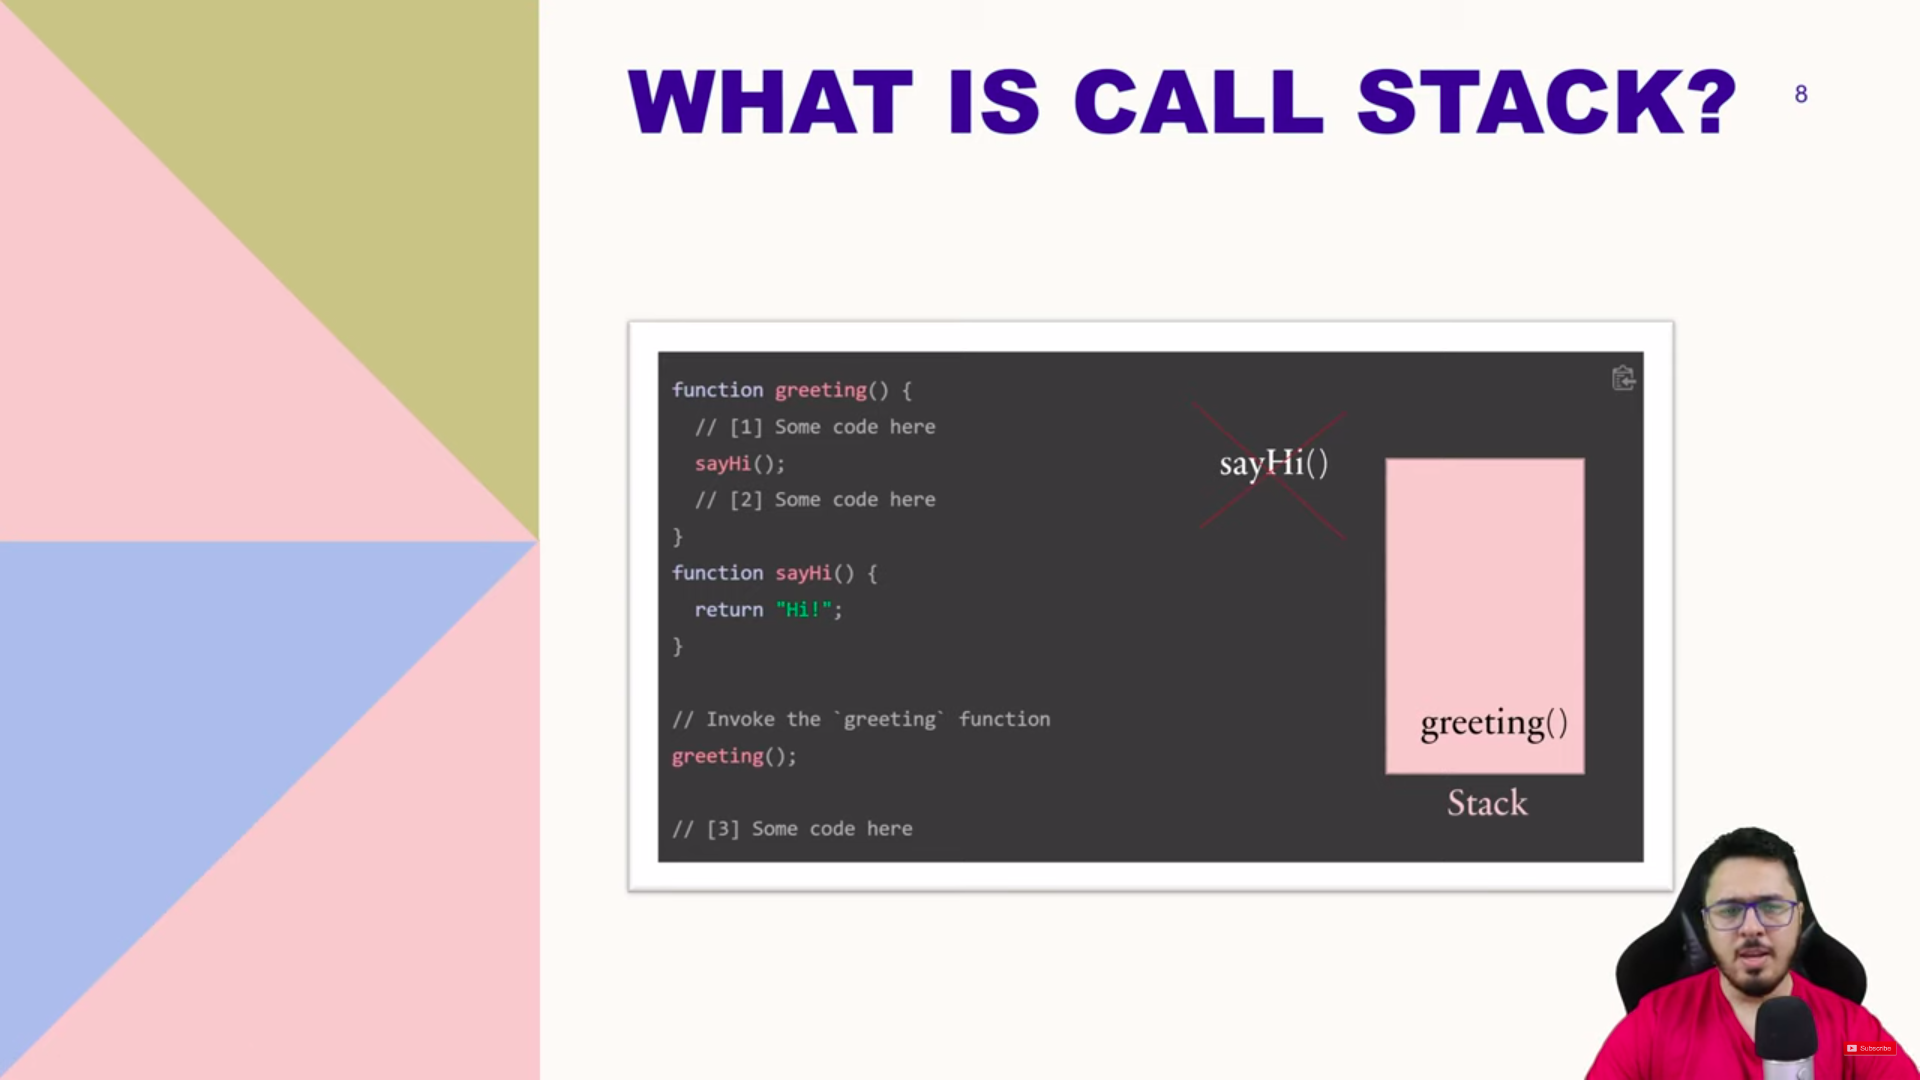 WHAT IS CALL STACK?
8
function greeting() {
// [1] Some code here
sayHi();
// [2] Some code here
}
function sayHi() {
return "Hi!";
}
// Invoke the `greeting` function
greeting();
// [3] Some code here
sayHi()
greeting()
Stack
Subscribe